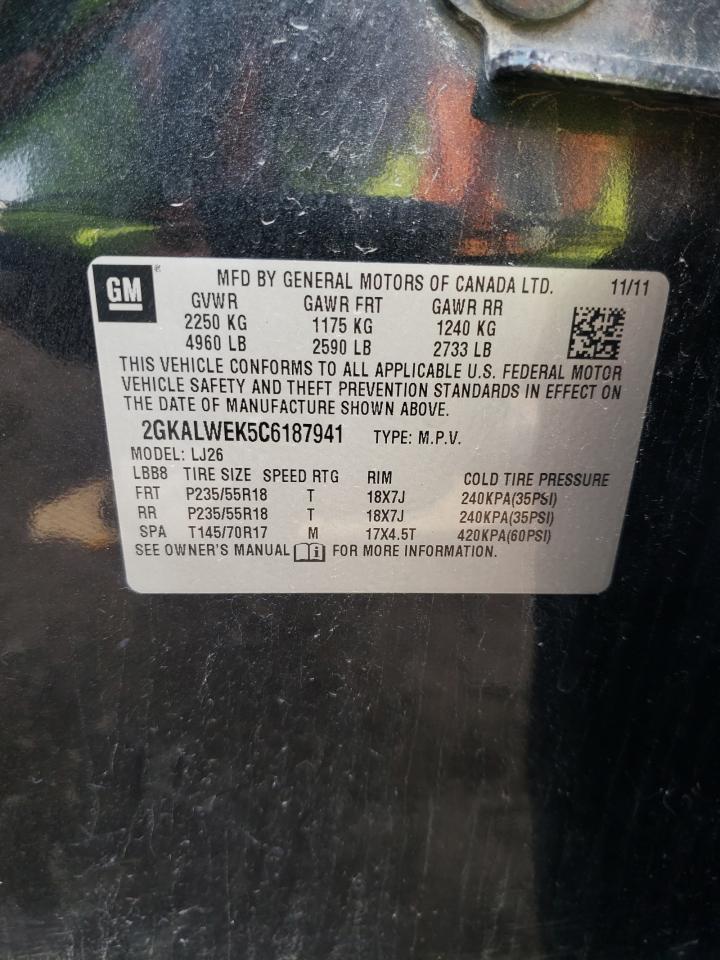 GM ® MFD BY GENERAL MOTORS OF CANADA LTD. 11/11
GVWR GAWR FRT GAWR RR
2250 KG 1175 KG 1240 KG
4960 LB 2590 LB 2733 LB
THIS VEHICLE CONFORMS TO ALL APPLICABLE U.S. FEDERAL MOTOR
VEHICLE SAFETY AND THEFT PREVENTION STANDARDS IN EFFECT ON
THE DATE OF MANUFACTURE SHOWN ABOVE.
2GKALWEK5C6187941 TYPE: M.P.V.
MODEL: LJ26
LBB8 TIRE SIZE SPEED RTG RIM COLD TIRE PRESSURE
FRT P235/55R18 T 18X7J 240KPA(35PSI)
RR P235/55R18 T 18X7J 240KPA(35PSI)
SPA T145/70R17 M 17X4.5T 420KPA(60PSI)
SEE OWNER'S MANUAL i FOR MORE INFORMATION.